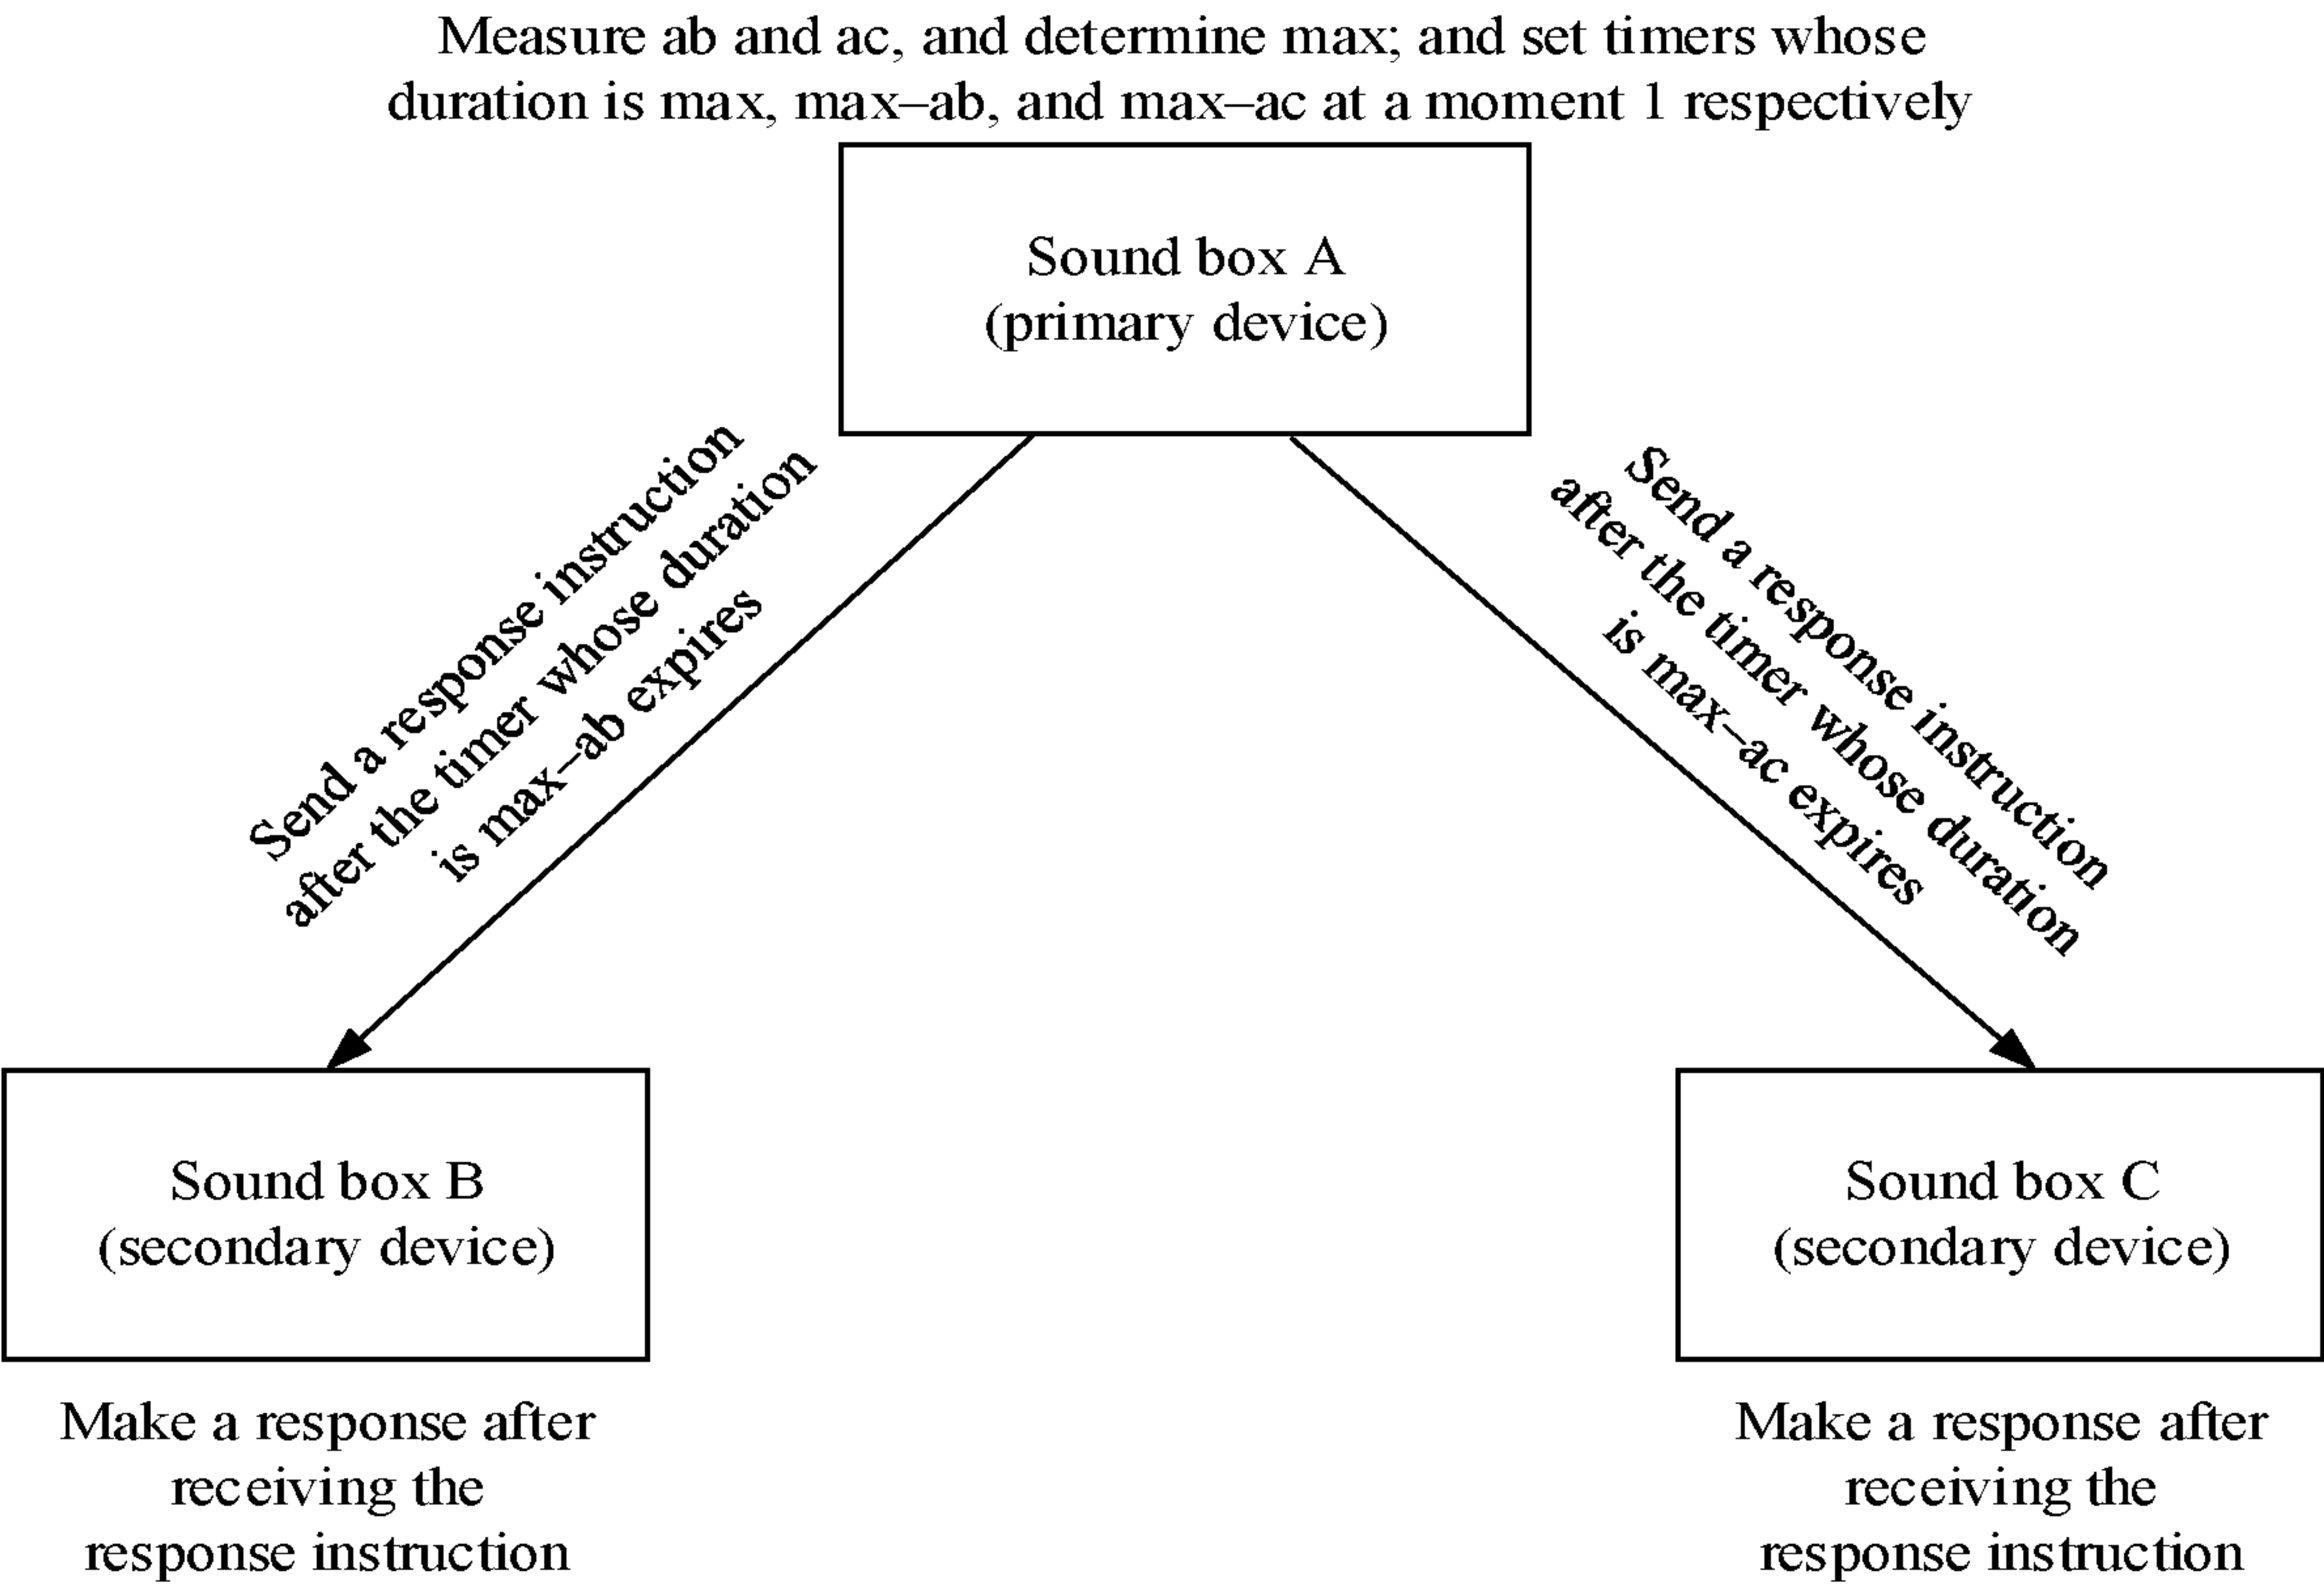 Measure ab and ac, and determine max; and set timers whose
duration is max, max–ab, and max–ac at a moment 1 respectively
Sound box A
(primary device)
Send a response instruction
after the timer whose duration
is max–ab expires
Send a response instruction
after the timer whose duration
is max–ac expires
Sound box B
(secondary device)
Sound box C
(secondary device)
Make a response after
receiving the
response instruction
Make a response after
receiving the
response instruction